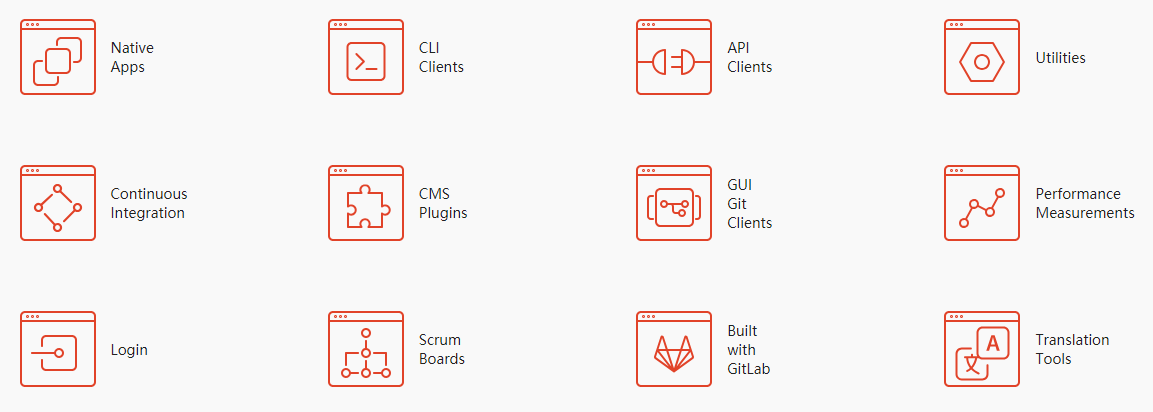 Native
Apps
CLI
Clients
API
Clients
Utilities
Continuous
Integration
CMS
Plugins
GUI
Git
Clients
Performance
Measurements
Login
Scrum
Boards
Built
with
GitLab
A
文
Translation
Tools